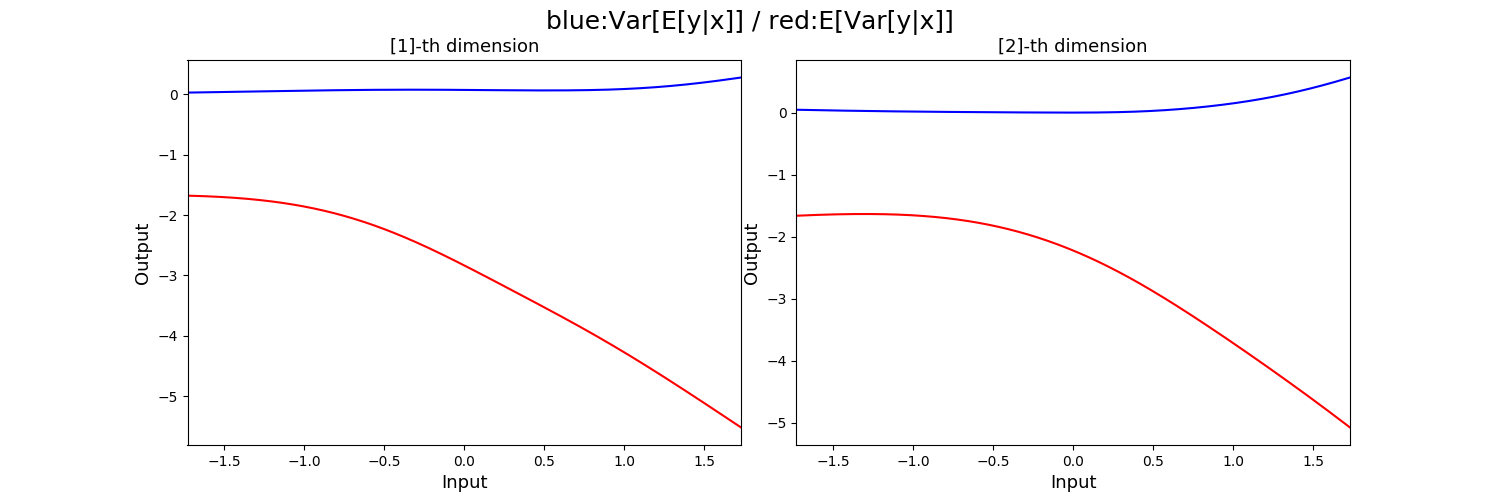 blue:Var[E[y|x]] / red:E[Var[y|x]]
[1]-th dimension
Output
0
−1
−2
−3
−4
−5
−1.5 −1.0 −0.5 0.0 0.5 1.0 1.5
Input
[2]-th dimension
Output
0
−1
−2
−3
−4
−5
−1.5 −1.0 −0.5 0.0 0.5 1.0 1.5
Input